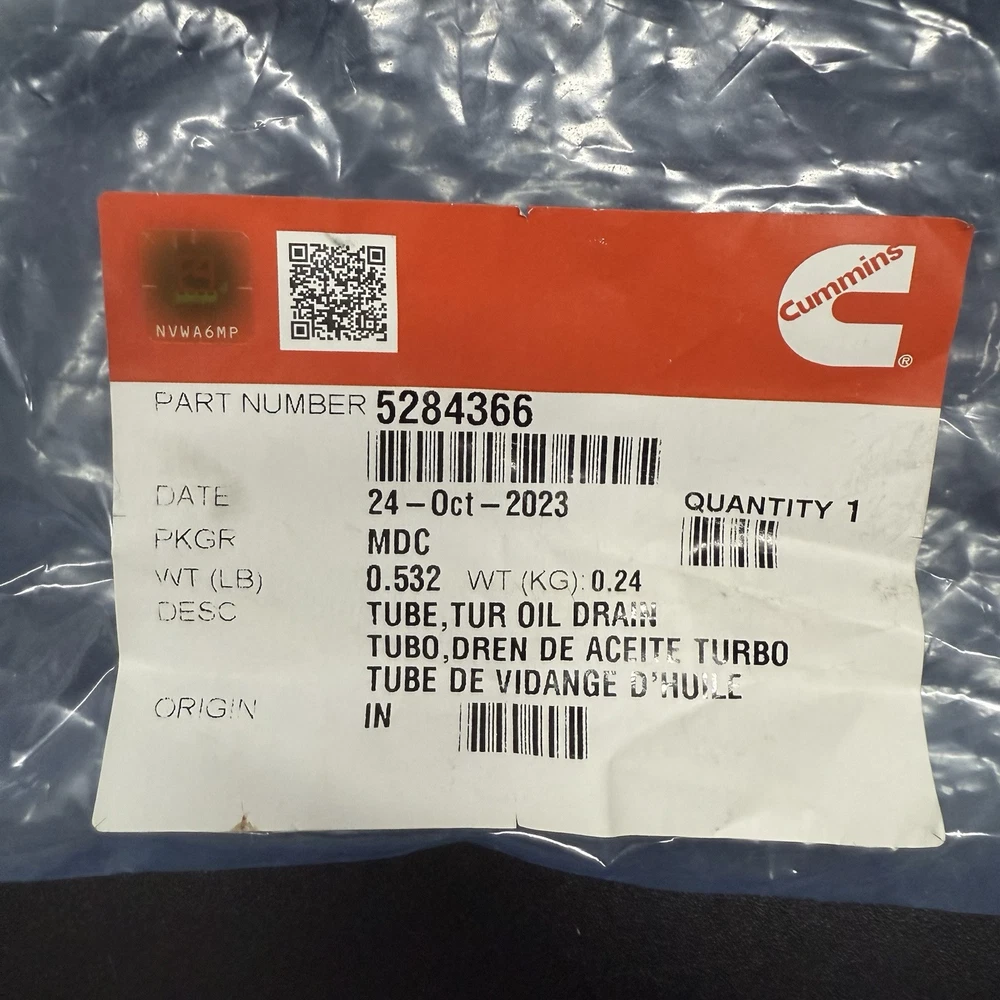 NVWA6MP
Cummins
®
PART NUMBER 5284366
DATE 24-Oct-2023 QUANTITY 1
PKGR MDC
WT (LB) 0.532 WT (KG): 0.24
DESC TUBE,TUR OIL DRAIN
TUBO,DREN DE ACEITE TURBO
TUBE DE VIDANGE D'HUILE
ORIGIN IN